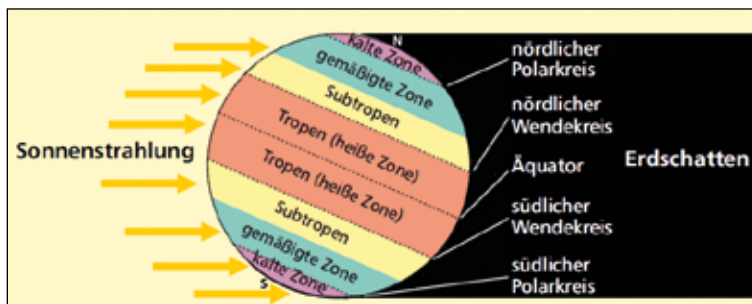 N
kalte Zone
gemäßigte Zone
Subtropen
Tropen (heiße Zone)
Tropen (heiße Zone)
Subtropen
gemäßigte Zone
kalte Zone
S
Sonnenstrahlung
nördlicher
Polarkreis
nördlicher
Wendekreis
Äquator
südlicher
Wendekreis
südlicher
Polarkreis
Erdschatten